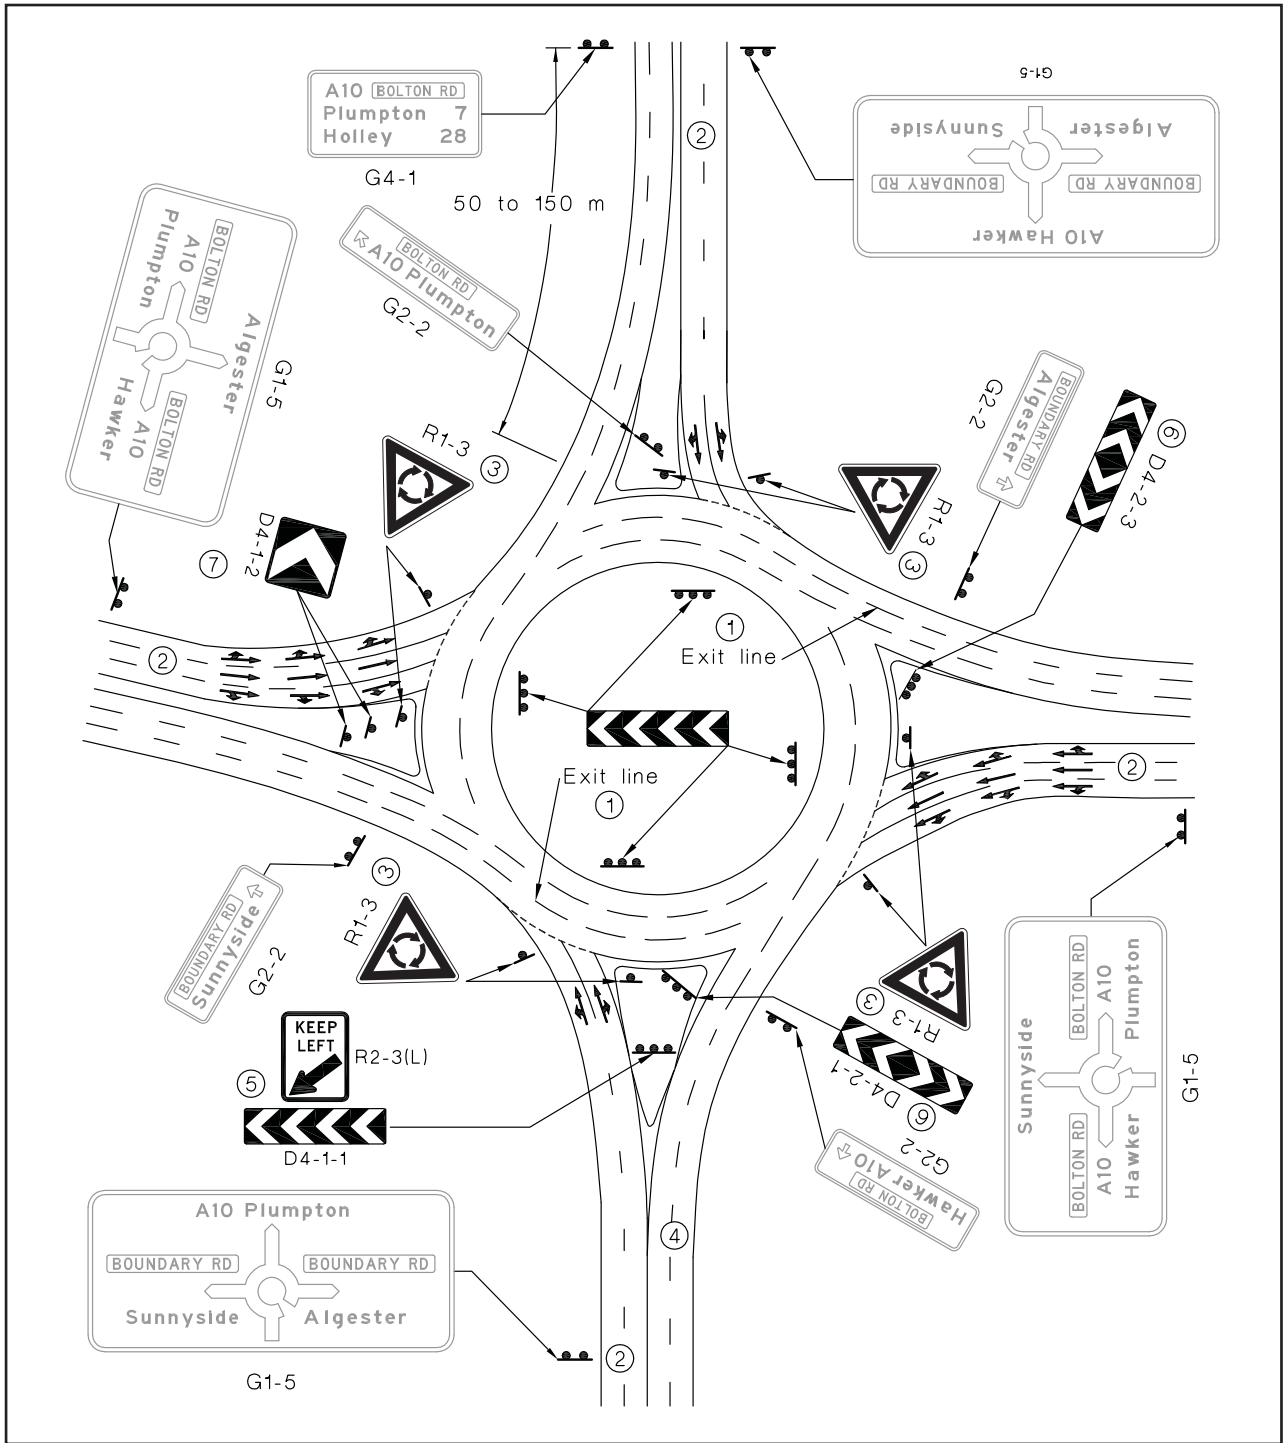 A10 BOLTON RD
Plumpton 7
Holley 28
G4-1
50 to 150 m
BOLTON RD
A10 Plumpton
G2-2
2
G1-5
A10 Hawker
BOUNDARY RD BOUNDARY RD
Algester Sunnyside
Algester
BOLTON RD
A10
Plumpton
BOLTON RD
A10
Hawker
G1-5
R1-3
3
D4-1-2
7
R1-3
3
G2-2
BOUNDARY RD
Algester
6
D4-2-3
1
Exit line
2
Exit line
1
2
3
R1-3
BOUNDARY RD
Sunnyside
G2-2
KEEP
LEFT
R2-3(L)
5
D4-1-1
3
R1-3
6
D4-2-1
G2-2
BOLTON RD
Hawker A10
Sunnyside
BOLTON RD
A10
Hawker
BOLTON RD
A10
Plumpton
G1-5
4
A10 Plumpton
BOUNDARY RD BOUNDARY RD
Sunnyside Algester
G1-5
2